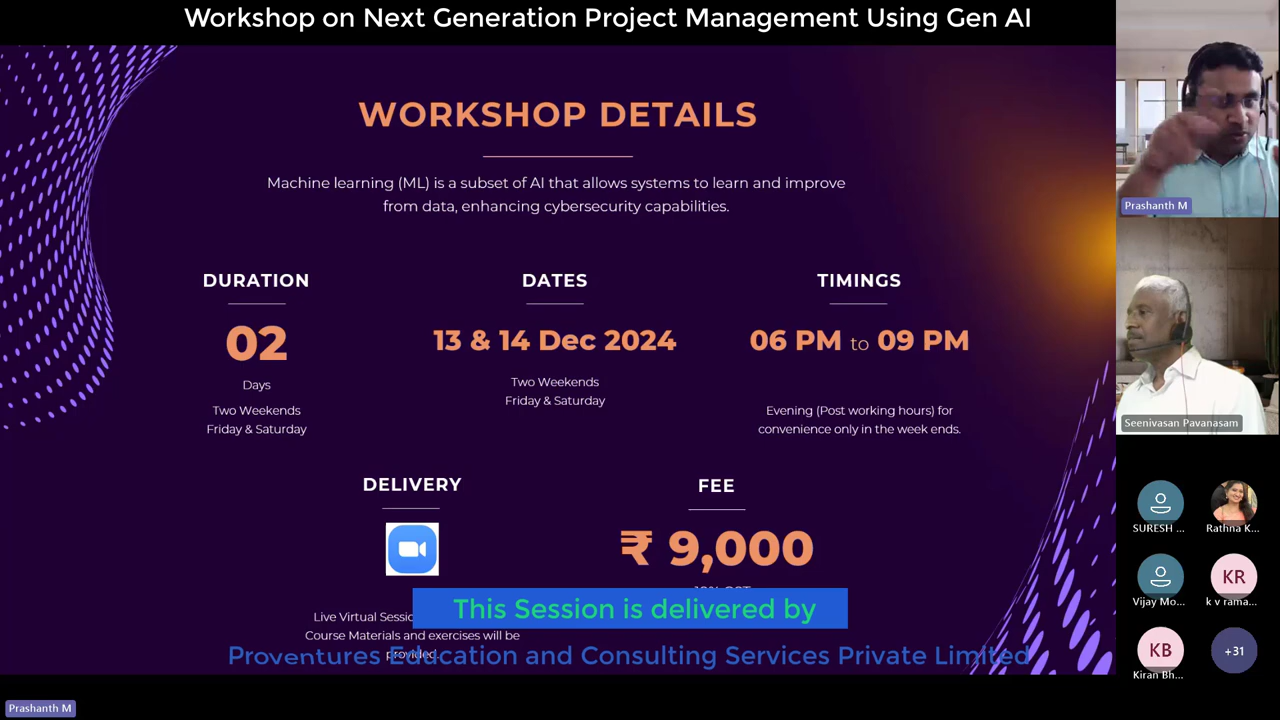 Workshop on Next Generation Project Management Using Gen AI
WORKSHOP DETAILS
Machine learning (ML) is a subset of AI that allows systems to learn and improve
from data, enhancing cybersecurity capabilities.
DURATION
02
Days
Two Weekends
Friday & Saturday
DATES
13 & 14 Dec 2024
Two Weekends
Friday & Saturday
TIMINGS
06 PM to 09 PM
Evening (Post working hours) for
convenience only in the week ends.
DELIVERY
Live Virtual
Course Materials and exercises will be
provided.
FEE
₹ 9,000
This Session is delivered by
Proventures Education and Consulting Services Private Limited
Prashanth M
Seenivasan Pavanasam
SURESH ...
Rathna K...
Vijay Mo...
KR
k v rama...
KB
Kiran Bh...
+31
Prashanth M